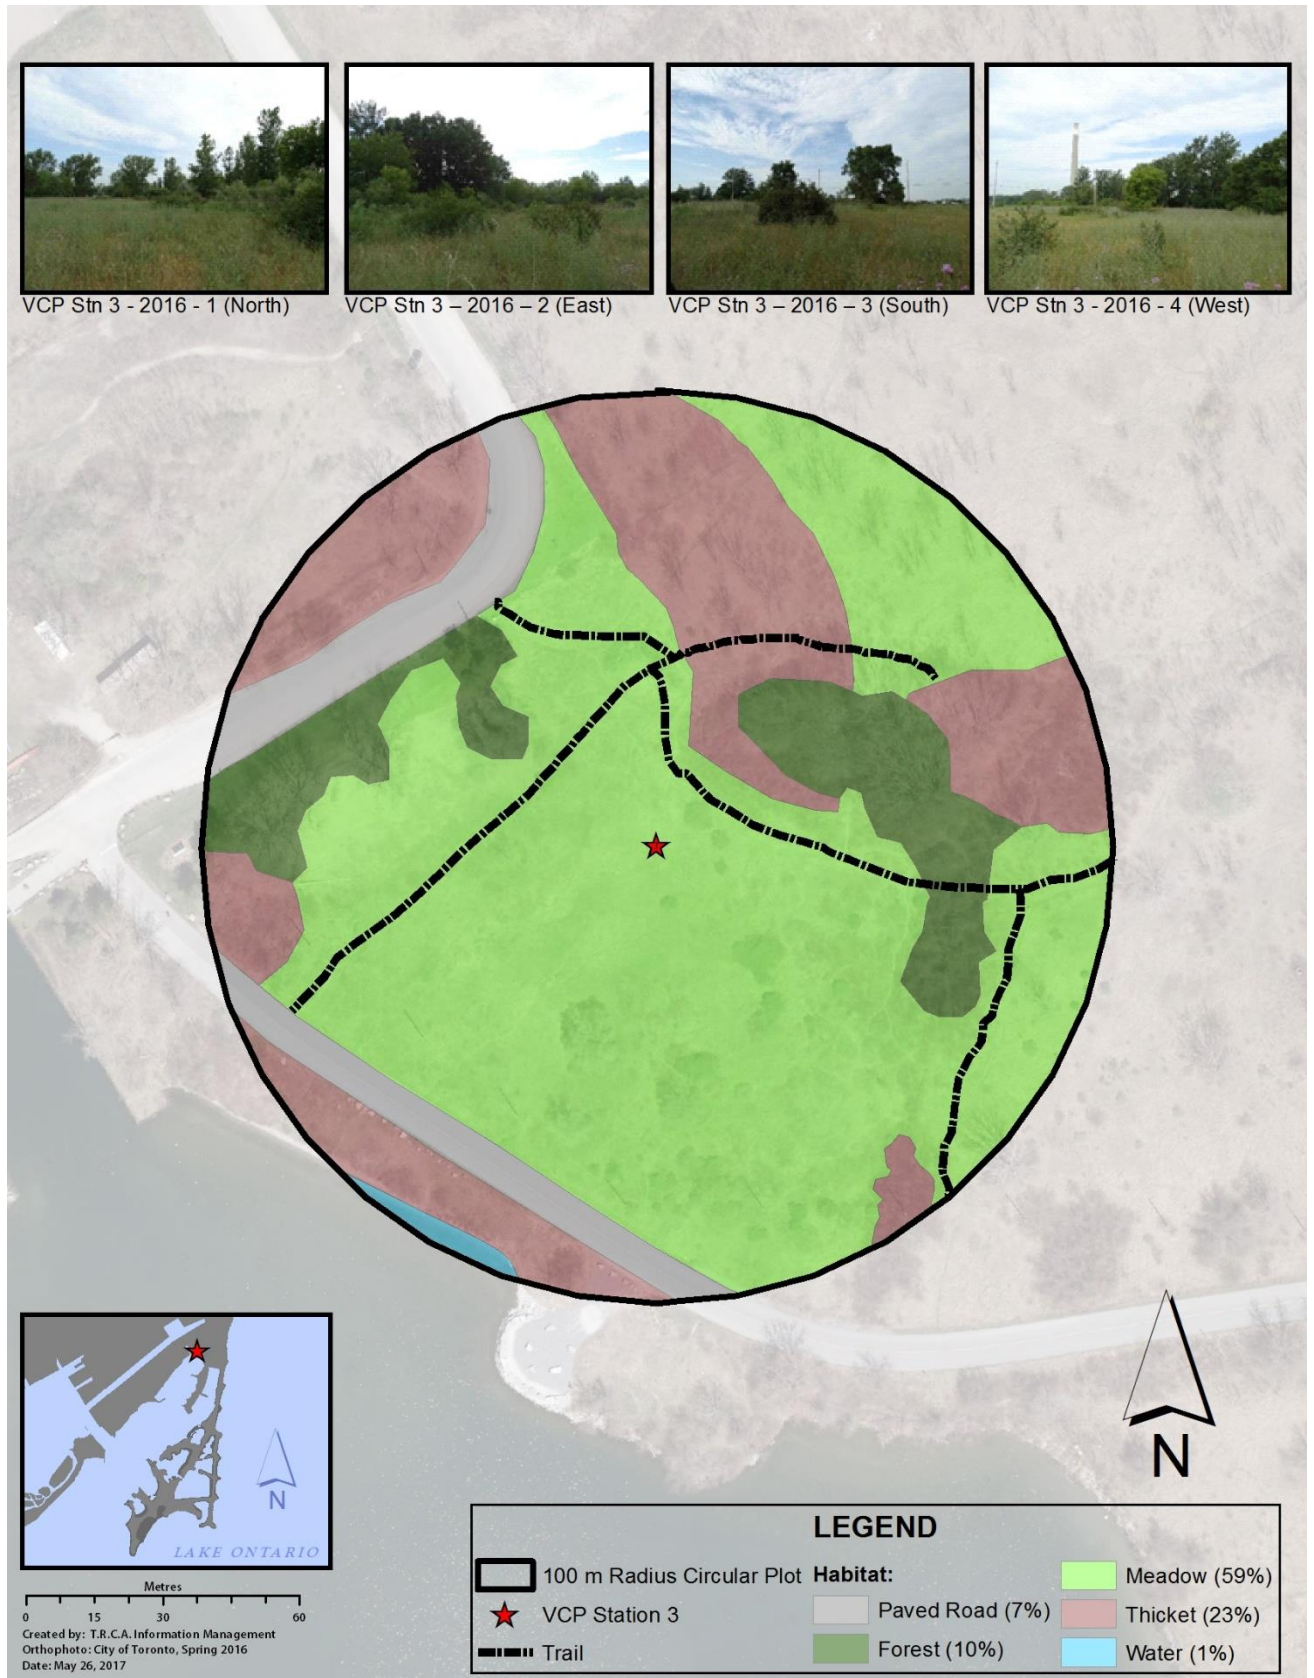 VCP Stn 3 - 2016 - 1 (North)
VCP Stn 3 – 2016 – 2 (East)
VCP Stn 3 – 2016 – 3 (South)
VCP Stn 3 - 2016 - 4 (West)
N
N
LAKE ONTARIO
Metres
0 15 30 60
Created by: T.R.C.A. Information Management
Orthophoto: City of Toronto, Spring 2016
Date: May 26, 2017
LEGEND
100 m Radius Circular Plot
VCP Station 3
Trail
Habitat:
Paved Road (7%)
Forest (10%)
Meadow (59%)
Thicket (23%)
Water (1%)